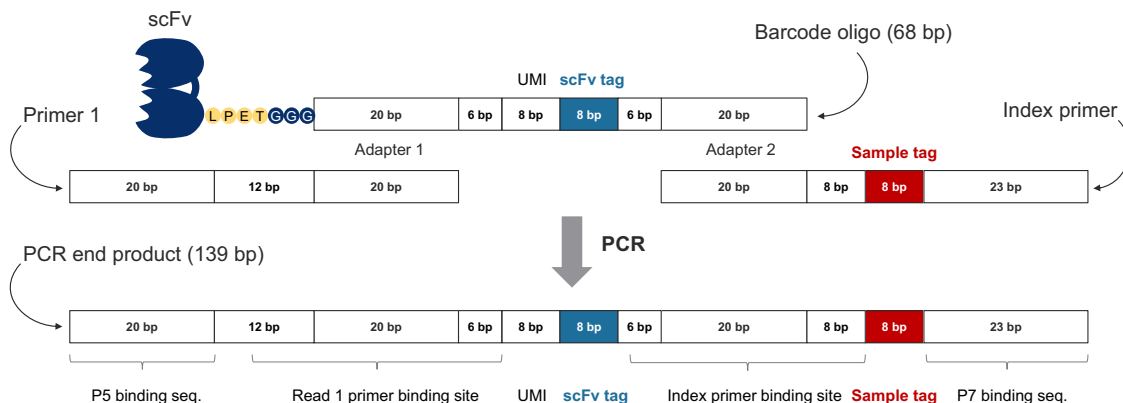 scFv
Barcode oligo (68 bp)
UMI scFv tag
Primer 1
L P E T G G G
20 bp 6 bp 8 bp 8 bp 6 bp 20 bp
Index primer
Adapter 1 Adapter 2 Sample tag
20 bp 12 bp 20 bp 20 bp 8 bp 8 bp 23 bp
PCR
PCR end product (139 bp)
20 bp 12 bp 20 bp 6 bp 8 bp 8 bp 6 bp 20 bp 8 bp 8 bp 23 bp
P5 binding seq. Read 1 primer binding site UMI scFv tag Index primer binding site Sample tag P7 binding seq.